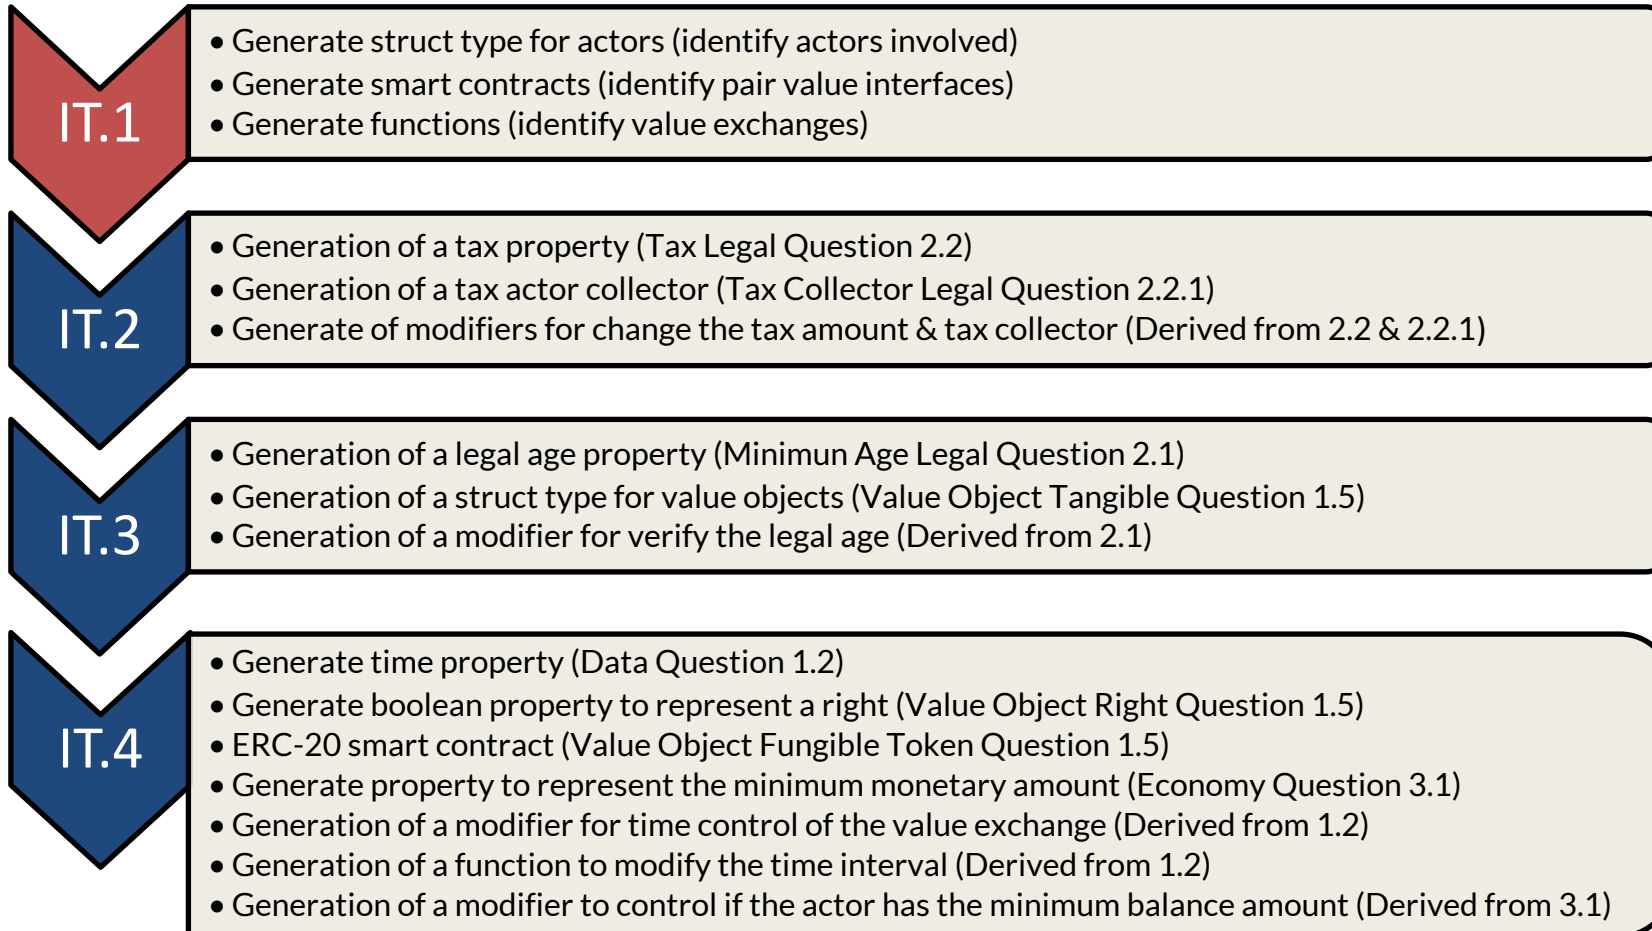 IT.1
• Generate struct type for actors (identify actors involved)
• Generate smart contracts (identify pair value interfaces)
• Generate functions (identify value exchanges)
IT.2
• Generation of a tax property (Tax Legal Question 2.2)
• Generation of a tax actor collector (Tax Collector Legal Question 2.2.1)
• Generate of modifiers for change the tax amount & tax collector (Derived from 2.2 & 2.2.1)
IT.3
• Generation of a legal age property (Minimun Age Legal Question 2.1)
• Generation of a struct type for value objects (Value Object Tangible Question 1.5)
• Generation of a modifier for verify the legal age (Derived from 2.1)
IT.4
• Generate time property (Data Question 1.2)
• Generate boolean property to represent a right (Value Object Right Question 1.5)
• ERC-20 smart contract (Value Object Fungible Token Question 1.5)
• Generate property to represent the minimum monetary amount (Economy Question 3.1)
• Generation of a modifier for time control of the value exchange (Derived from 1.2)
• Generation of a function to modify the time interval (Derived from 1.2)
• Generation of a modifier to control if the actor has the minimum balance amount (Derived from 3.1)